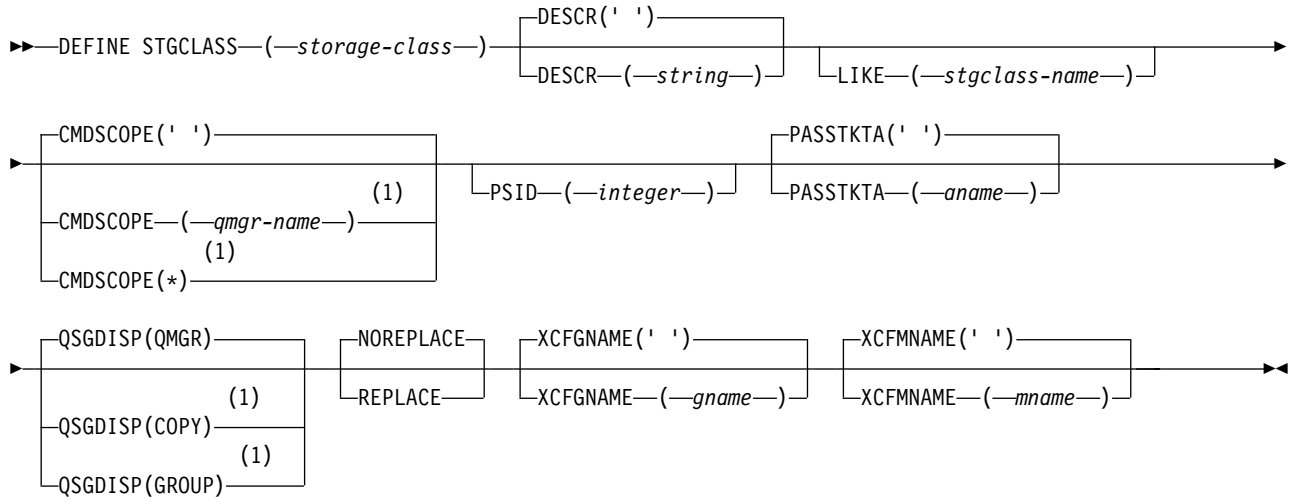 DESCR(' ')
DEFINE STGCLASS ( storage-class )
DESCR ( string )
LIKE ( stgclass-name )
CMDSCOPE(' ')
(1)
CMDSCOPE ( qmgr-name )
(1)
CMDSCOPE(*)
PSID ( integer )
PASSTKTA(' ')
PASSTKTA ( aname )
QSGDISP(QMGR)
(1)
QSGDISP(COPY)
(1)
QSGDISP(GROUP)
NOREPLACE
REPLACE
XCFGNAME(' ')
XCFGNAME ( gname )
XCFMNAME(' ')
XCFMNAME ( mname )